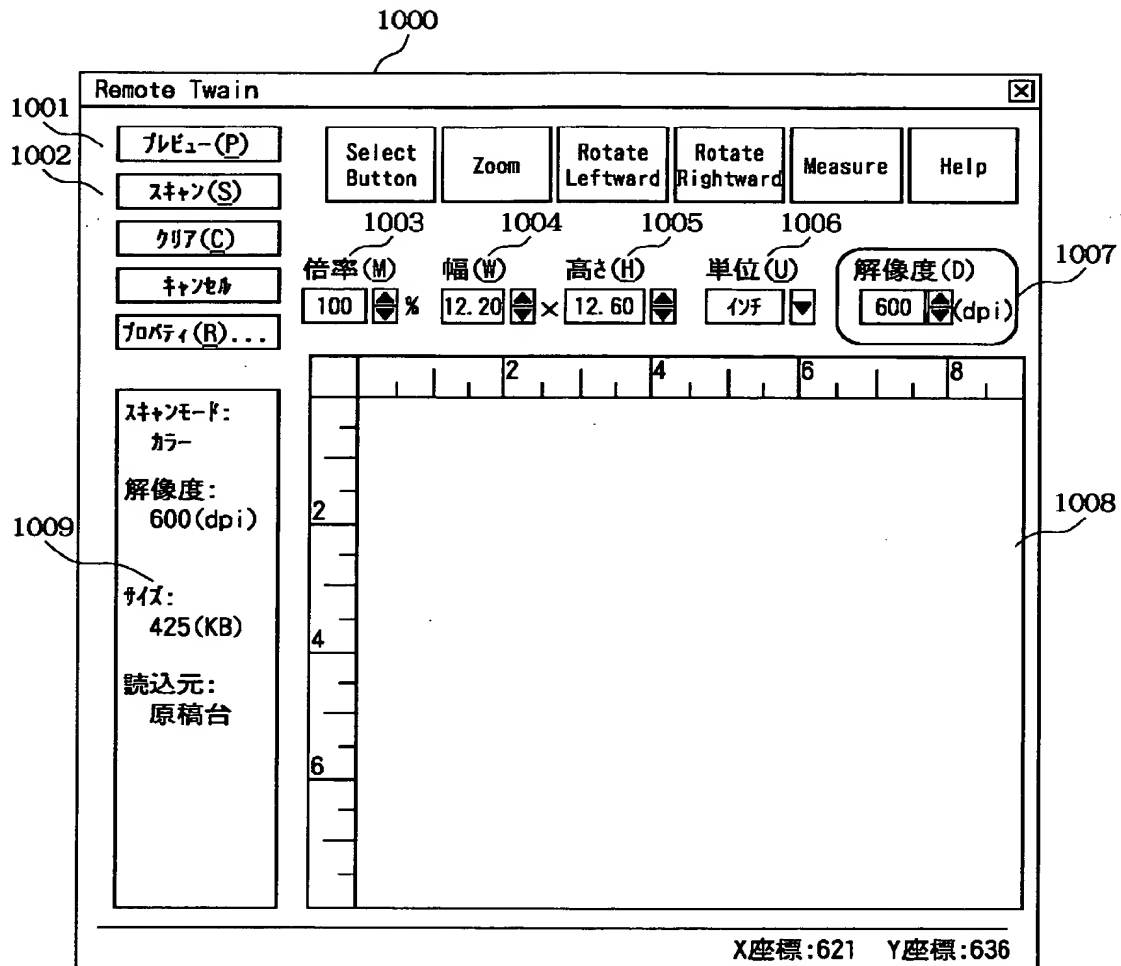 1000
Remote Twain
1001
1002
プレビュー(P)
スキャン(S)
クリア(C)
キャンセル
プロパティ(R)...
Select Button
Zoom
Rotate Leftward
Rotate Rightward
Measure
Help
1003
1004
1005
1006
1007
倍率(M)
幅(W)
高さ(H)
単位(U)
解像度(D)
100
%
12.20
×
12.60
インチ
600
(dpi)
2
4
6
8
2
4
6
1008
1009
スキャンモード:
カラー
解像度:
600(dpi)
サイズ:
425(KB)
読込元:
原稿台
X座標:621 Y座標:636